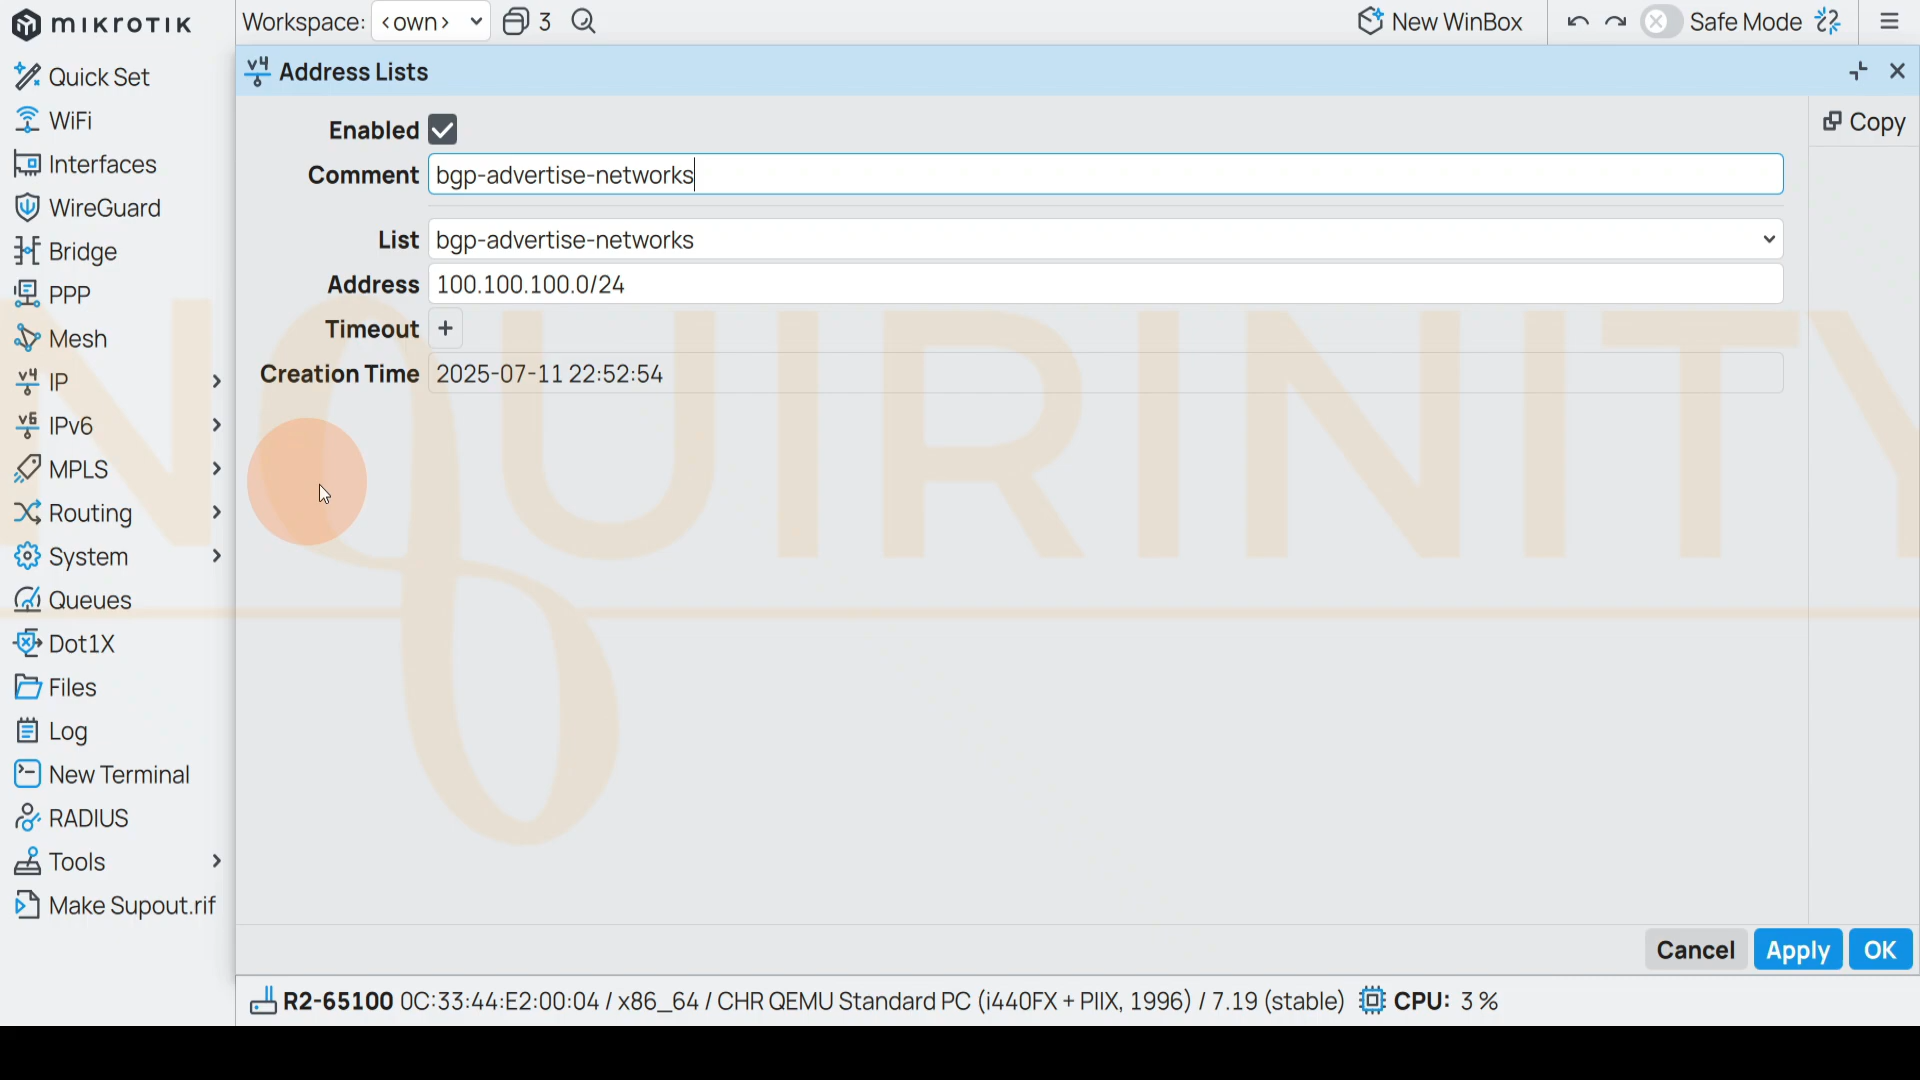 MIKROTIK
Workspace: <own> 3
New WinBox
Safe Mode
Quick Set
WiFi
Interfaces
WireGuard
Bridge
PPP
Mesh
IP
IPv6
MPLS
Routing
System
Queues
Dot1X
Files
Log
New Terminal
RADIUS
Tools
Make Supout.rif
Address Lists
Copy
Enabled
Comment bgp-advertise-networks
List bgp-advertise-networks
Address 100.100.100.0/24
Timeout +
Creation Time 2025-07-11 22:52:54
NQUIRINITY
Cancel Apply OK
R2-65100 0C:33:44:E2:00:04 / x86_64 / CHR QEMU Standard PC (i440FX + PIIX, 1996) / 7.19 (stable) CPU: 3 %